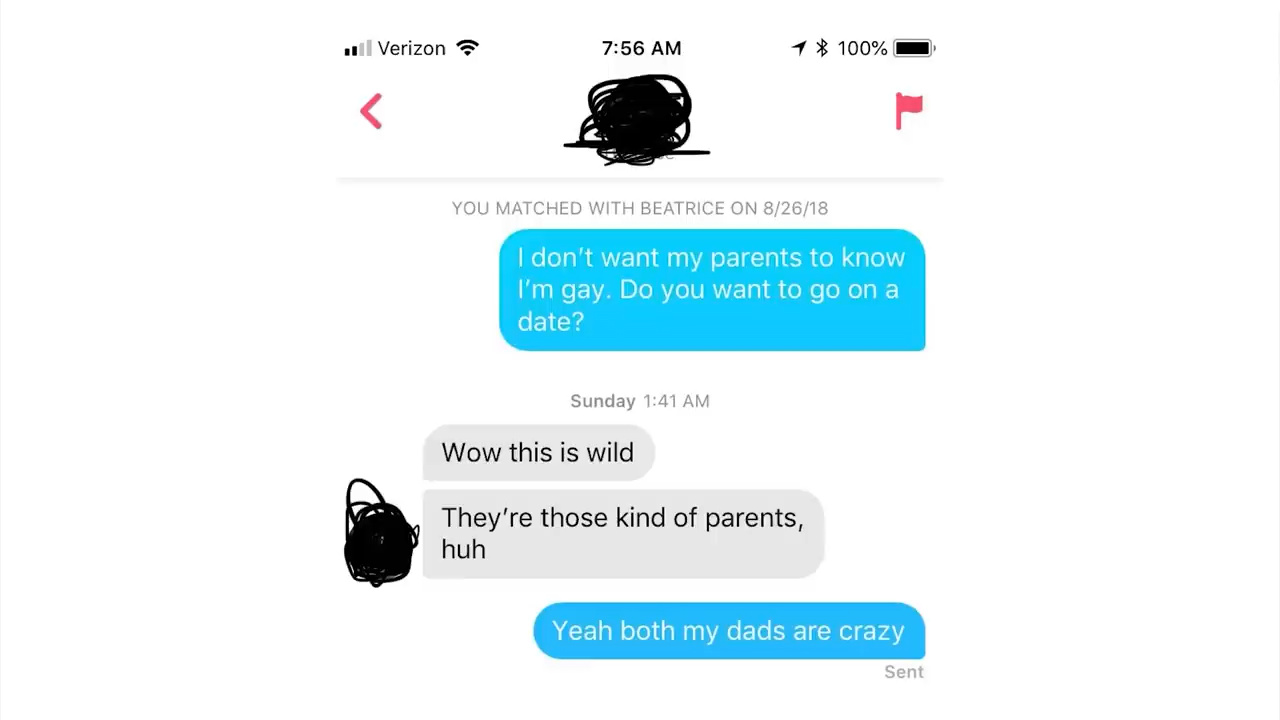 Verizon 7:56 AM 100%
YOU MATCHED WITH BEATRICE ON 8/26/18
I don't want my parents to know
I'm gay. Do you want to go on a
date?
Sunday 1:41 AM
Wow this is wild
They're those kind of parents,
huh
Yeah both my dads are crazy
Sent